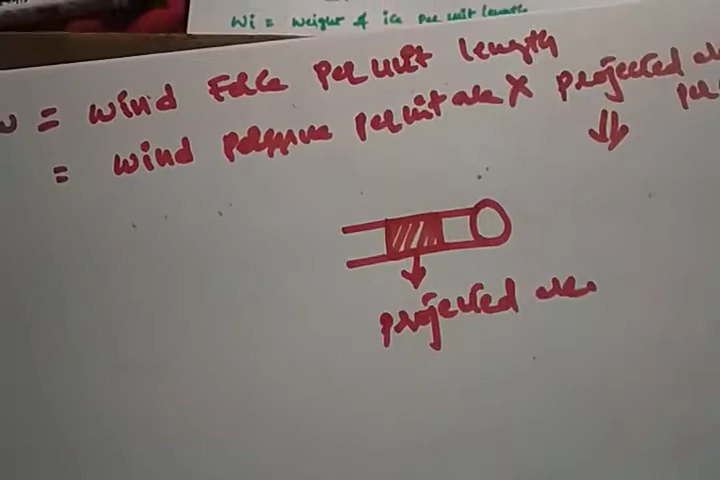 Wi = Weight of ice per unit length
w = wind Force Per unit length
= wind pressure per unit area X projected
projected area